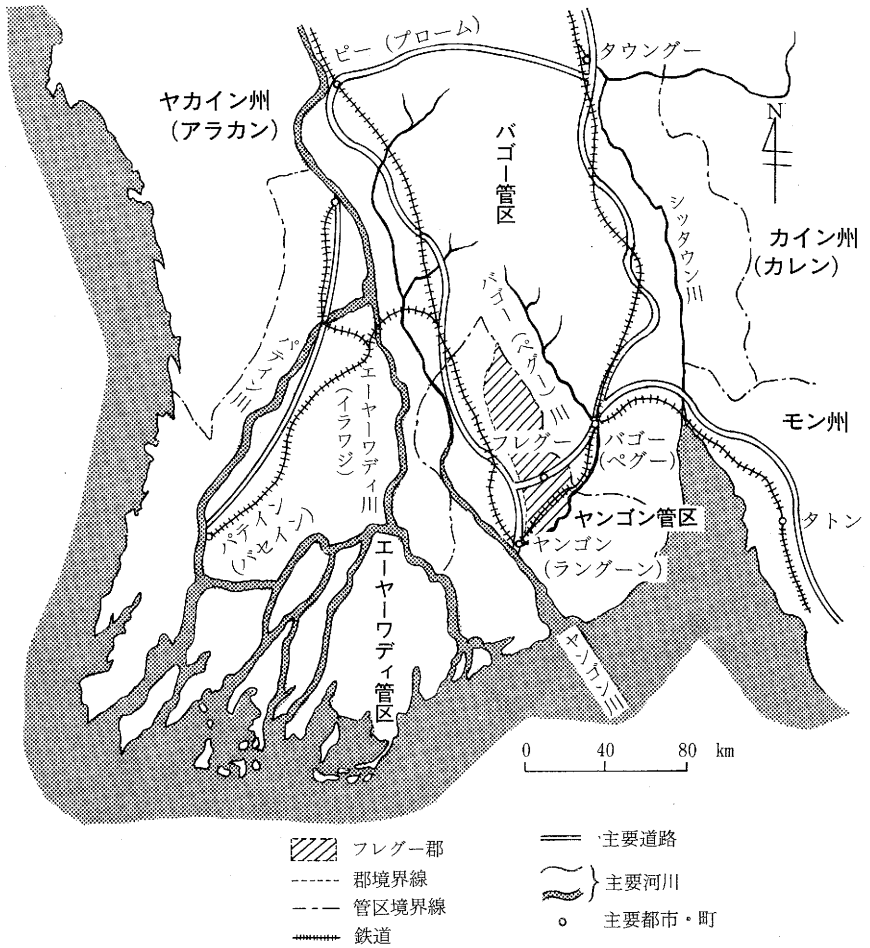 ピー（プローム）
タウングー
ヤカイン州
（アラカン）
N
バゴー管区
シッタウン川
カイン州
（カレン）
バゴー（ペグー）川
パテイン川
エーヤーワディ川
（イラワジ）
フレグー
バゴー
（ペグー）
モン州
パテイン
（バセイン）
ヤンゴン管区
ヤンゴン
（ラングーン）
タトン
エーヤーワディ管区
ヤンゴン川
0 40 80 km
フレグー郡
郡境界線
管区境界線
鉄道
主要道路
主要河川
主要都市・町